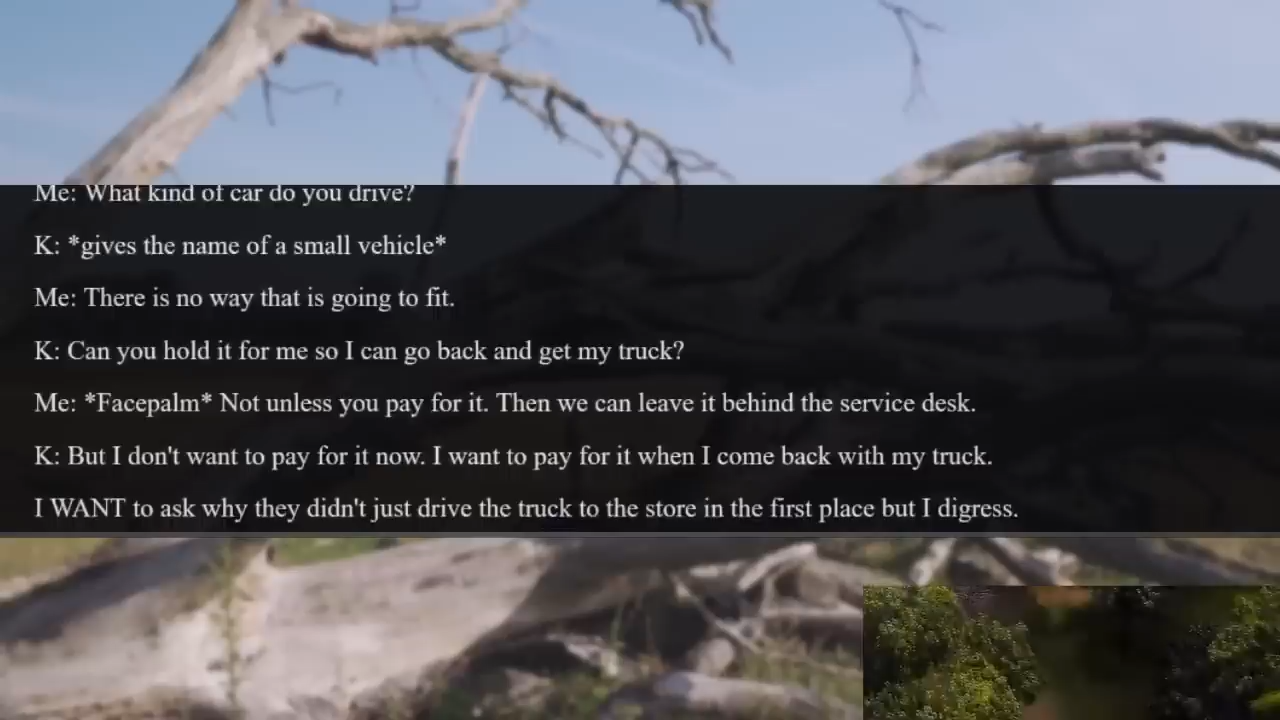 Me: What kind of car do you drive?
K: *gives the name of a small vehicle*
Me: There is no way that is going to fit.
K: Can you hold it for me so I can go back and get my truck?
Me: *Facepalm* Not unless you pay for it. Then we can leave it behind the service desk.
K: But I don't want to pay for it now. I want to pay for it when I come back with my truck.
I WANT to ask why they didn't just drive the truck to the store in the first place but I digress.